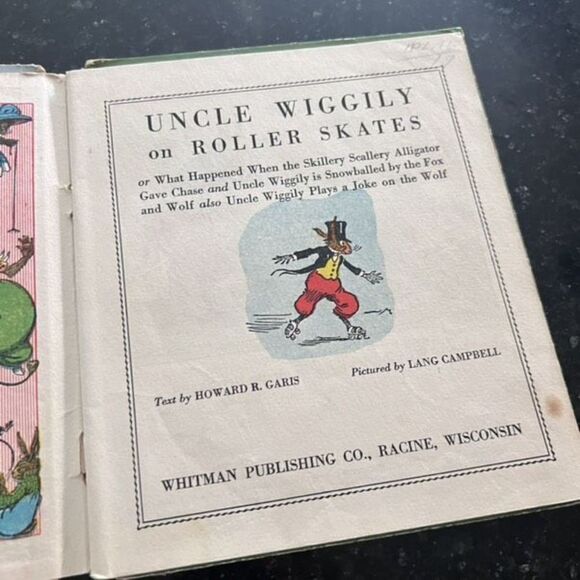 UNCLE WIGGILY
on ROLLER SKATES
or What Happened When the Skillery Scallery Alligator
Gave Chase and Uncle Wiggily is Snowballed by the Fox
and Wolf also Uncle Wiggily Plays a Joke on the Wolf
Text by HOWARD R. GARIS
Pictured by LANG CAMPBELL
WHITMAN PUBLISHING CO., RACINE, WISCONSIN